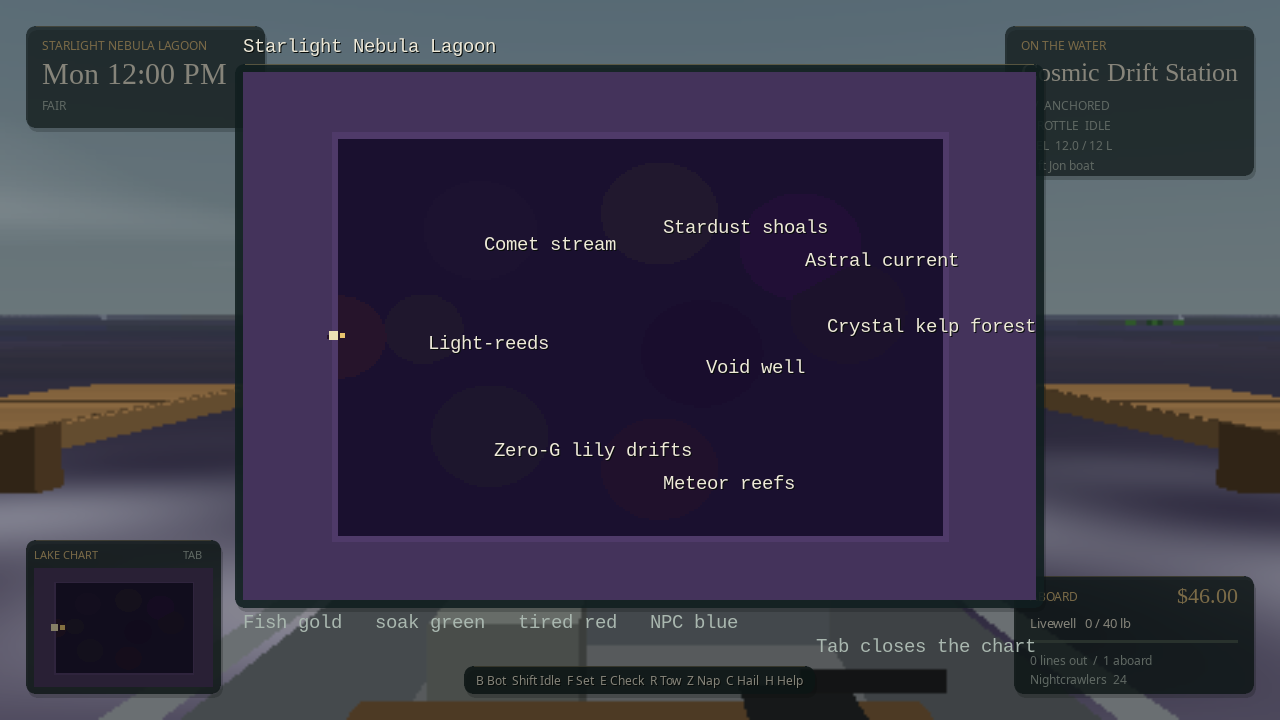 STARLIGHT NEBULA LAGOON
Mon 12:00 PM
FAIR
Starlight Nebula Lagoon
ON THE WATER
osmic Drift Station
ANCHORED
OTTLE IDLE
L 12.0 / 12 L
Jon boat
Stardust shoals
Comet stream
Astral current
Crystal kelp forest
Light-reeds
Void well
Zero-G lily drifts
Meteor reefs
LAKE CHART TAB
Fish gold soak green tired red NPC blue
Tab closes the chart
B Bot Shift Idle F Set E Check R Tow Z Nap C Hail H Help
OARD $46.00
Livewell 0 / 40 lb
0 lines out / 1 aboard
Nightcrawlers 24